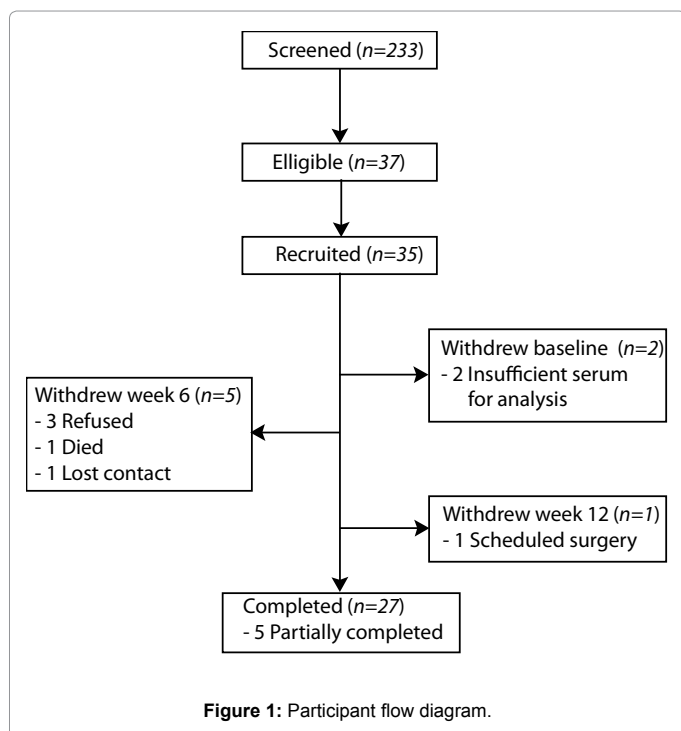 Screened (n=233)
Elligible (n=37)
Recruited (n=35)
Withdrew baseline (n=2)
- 2 Insufficient serum
for analysis
Withdrew week 6 (n=5)
- 3 Refused
- 1 Died
- 1 Lost contact
Withdrew week 12 (n=1)
- 1 Scheduled surgery
Completed (n=27)
- 5 Partially completed
Figure 1: Participant flow diagram.